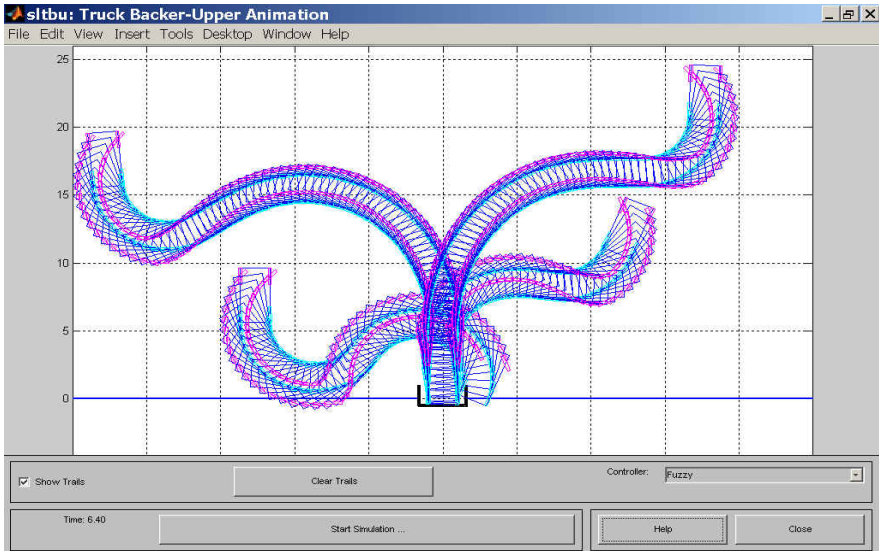 sltbu: Truck Backer-Upper Animation
File Edit View Insert Tools Desktop Window Help
25
20
15
10
5
0
Show Trails
Clear Trails
Controller:
Fuzzy
Time: 6.40
Start Simulation ...
Help
Close